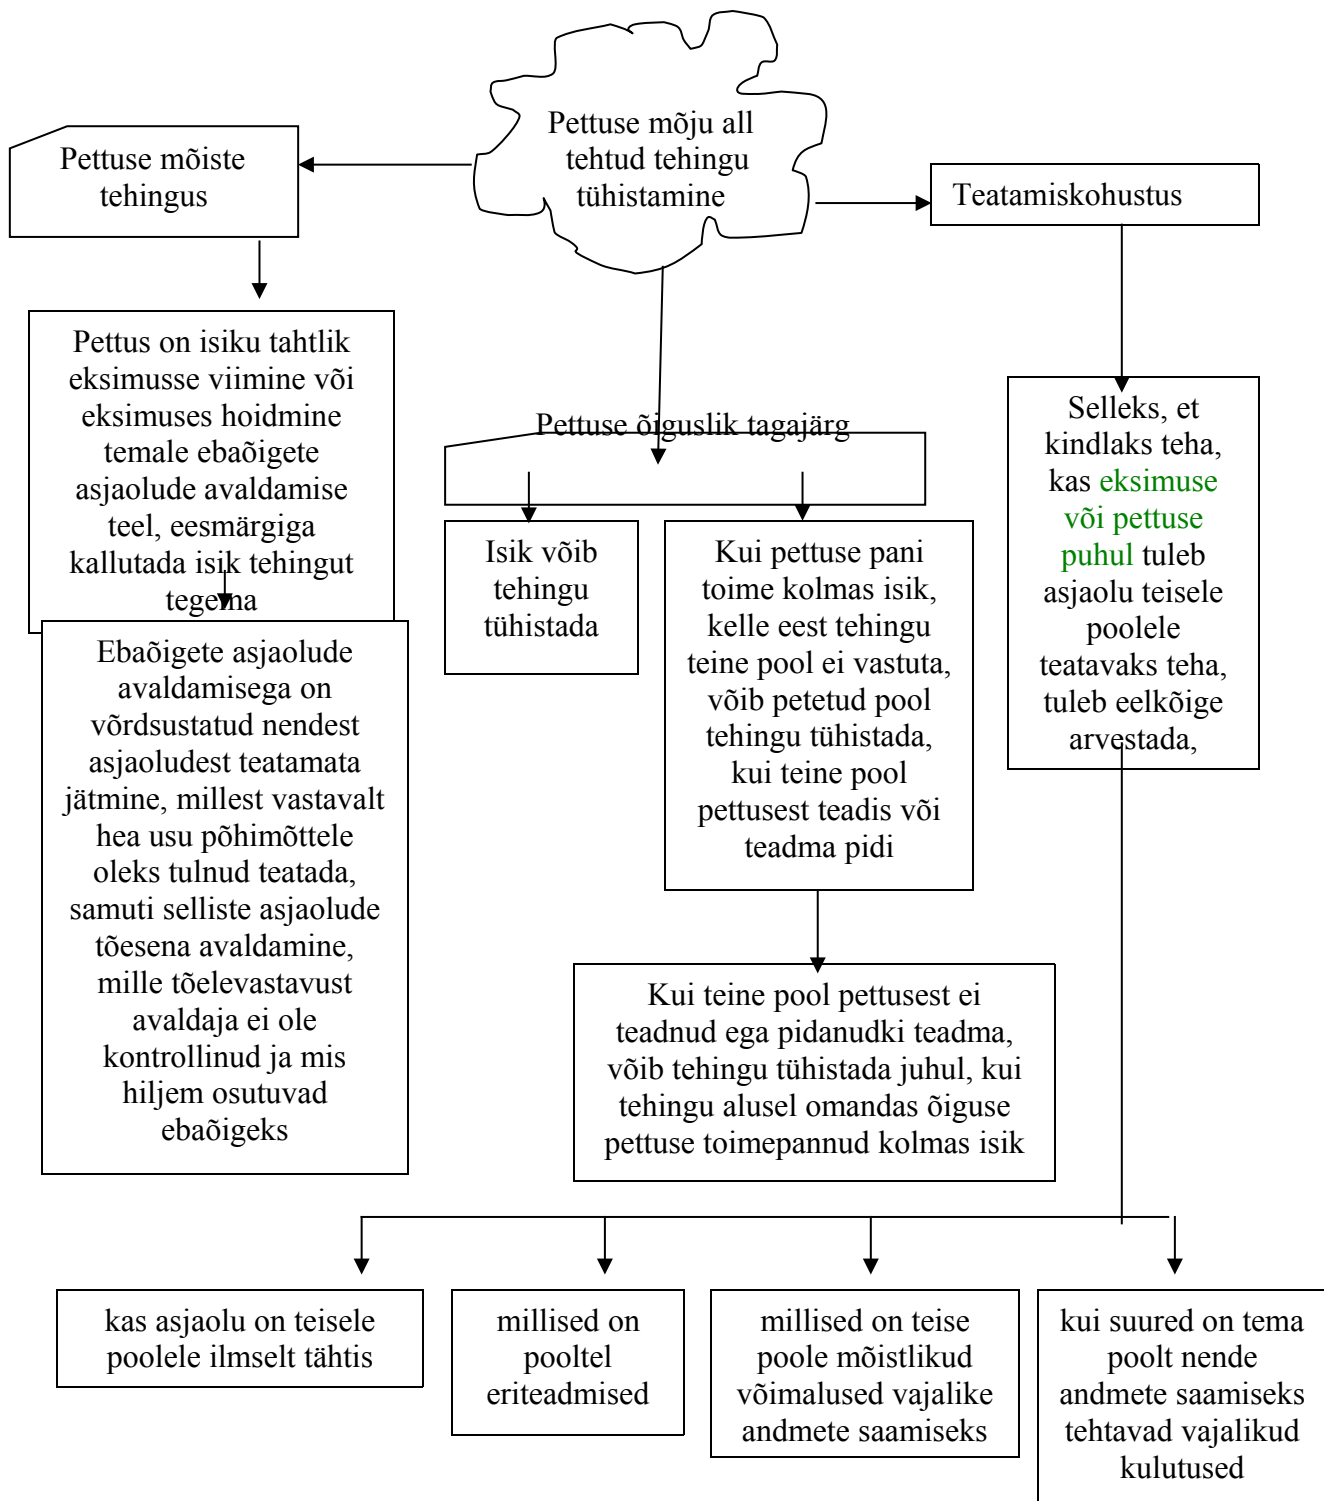 Pettuse mõju all
tehtud tehingu
tühistamine
Pettuse mõiste
tehingus
Teatamiskohustus
Pettus on isiku tahtlik
eksimusse viimine või
eksimuses hoidmine
temale ebaõigete
asjaolude avaldamise
teel, eesmärgiga
kallutada isik tehingut
tegema
Ebaõigete asjaolude
avaldamisega on
võrdsustatud nendest
asjaoludest teatamata
jätmine, millest vastavalt
hea usu põhimõttele
oleks tulnud teatada,
samuti selliste asjaolude
tõesena avaldamine,
mille tõelevastavust
avaldaja ei ole
kontrollinud ja mis
hiljem osutuvad
ebaõigeks
Pettuse õiguslik tagajärg
Isik võib
tehingu
tühistada
Kui pettuse pani
toime kolmas isik,
kelle eest tehingu
teine pool ei vastuta,
võib petetud pool
tehingu tühistada,
kui teine pool
pettusest teadis või
teadma pidi
Kui teine pool pettusest ei
teadnud ega pidanudki teadma,
võib tehingu tühistada juhul, kui
tehingu alusel omandas õiguse
pettuse toimepannud kolmas isik
Selleks, et
kindlaks teha,
kas eksimuse
või pettuse
puhul tuleb
asjaolu teisele
poolele
teatavaks teha,
tuleb eelkõige
arvestada,
kas asjaolu on teisele
poolele ilmselt tähtis
millised on
pooltel
eriteadmised
millised on teise
poole mõistlikud
võimalused vajalike
andmete saamiseks
kui suured on tema
poolt nende
andmete saamiseks
tehtavad vajalikud
kulutused